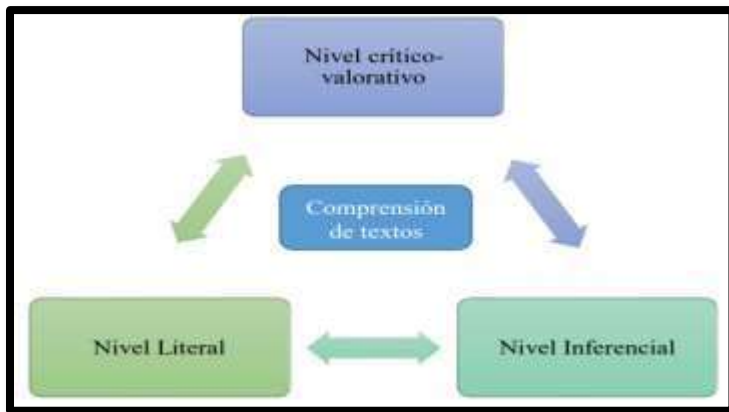 Nivel crítico-
valorativo
Comprensión
de textos
Nivel Literal
Nivel Inferencial